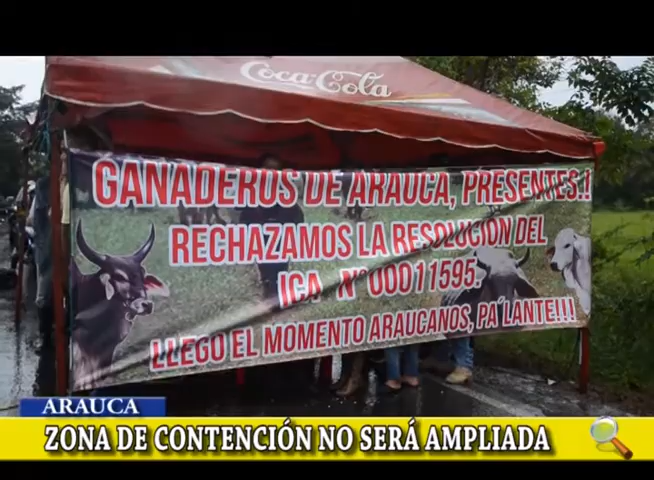 Coca-Cola
GANADEROS DE ARAUCA, PRESENTES.!
RECHAZAMOS LA RESOLUCIÓN DEL
ICA N° 00011595.
LLEGO EL MOMENTO ARAUCANOS, PA´LANTE!!!
ARAUCA
ZONA DE CONTENCIÓN NO SERÁ AMPLIADA